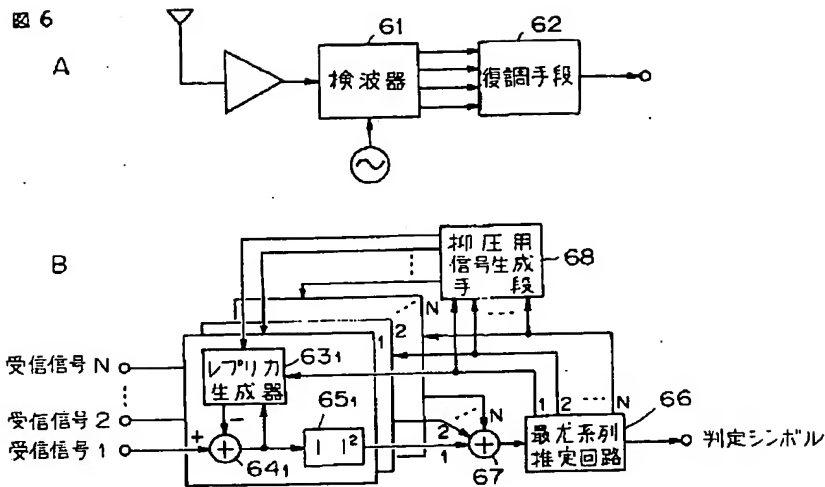 図 6
A
61
検波器
62
復調手段
B
抑圧用
信号生成
手 段
68
レプリカ
生成器
63₁
1
2
N
受信信号 N
受信信号 2
受信信号 1
+
−
64₁
65₁
| |²
N
2
1
67
1 2 N
66
最尤系列
推定回路
判定シンボル